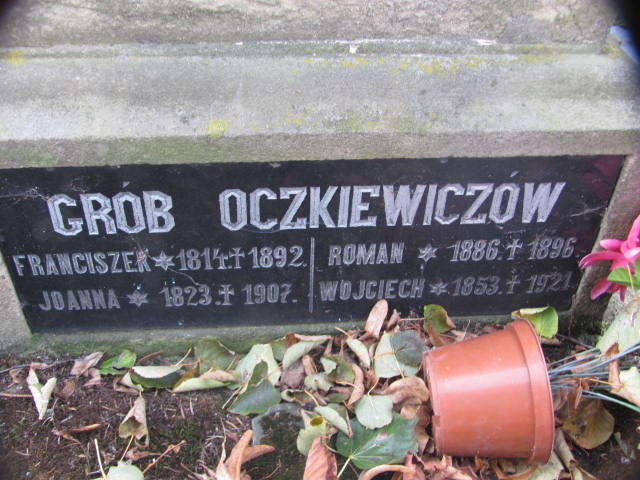 GRÓB OCZKIEWICZÓW
FRANCISZEK * 1814 † 1892.
JOANNA * 1823. † 1907.
ROMAN * 1886. † 1896.
WOJCIECH * 1853. † 1921.